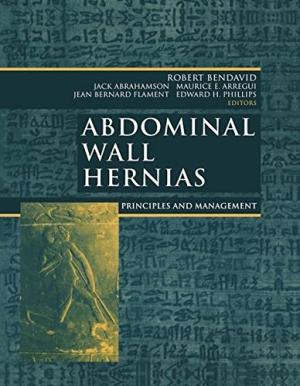 ROBERT BENDAVID
JACK ABRAHAMSON MAURICE E. ARREGUI
JEAN BERNARD FLAMENT EDWARD H. PHILLIPS
EDITORS
ABDOMINAL
WALL
HERNIAS
PRINCIPLES AND MANAGEMENT